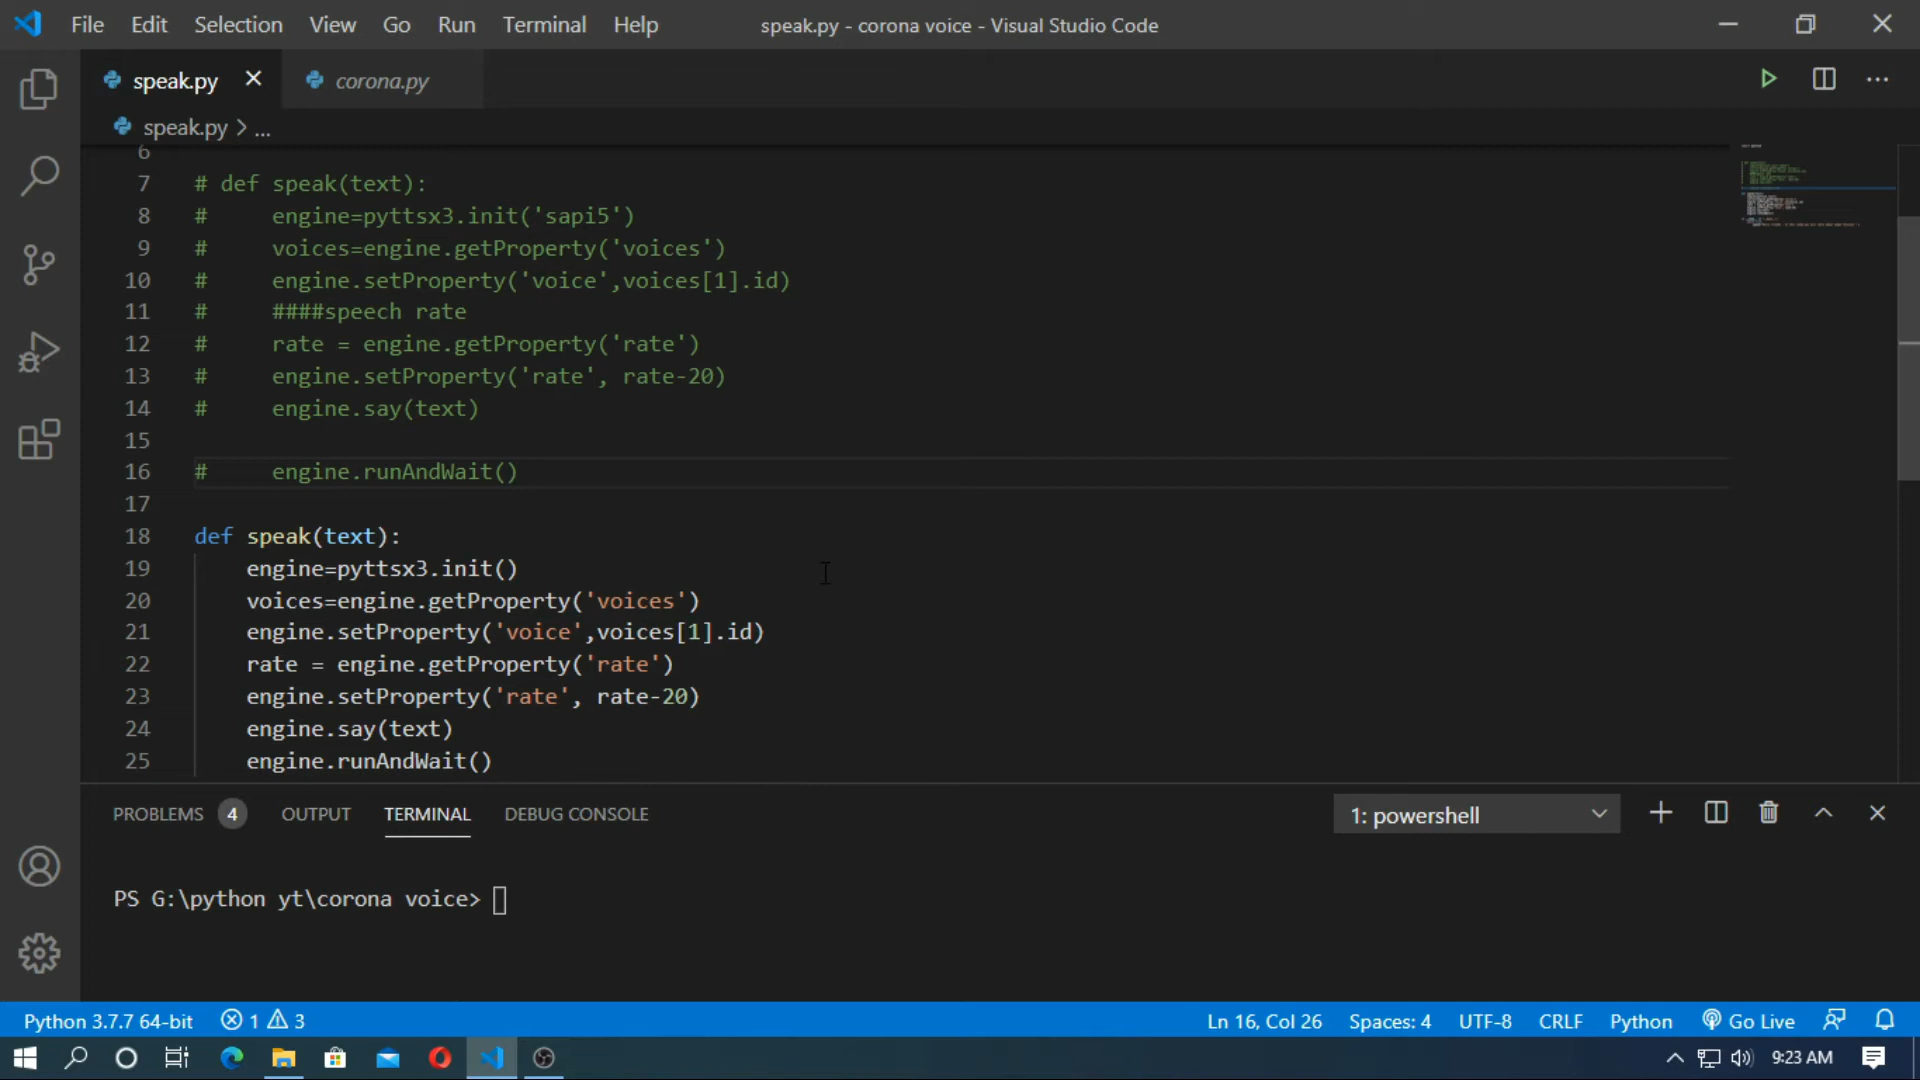 File Edit Selection View Go Run Terminal Help speak.py - corona voice - Visual Studio Code
speak.py corona.py
speak.py > ...
6
7 # def speak(text):
8 #     engine=pyttsx3.init('sapi5')
9 #     voices=engine.getProperty('voices')
10 #     engine.setProperty('voice',voices[1].id)
11 #     ####speech rate
12 #     rate = engine.getProperty('rate')
13 #     engine.setProperty('rate', rate-20)
14 #     engine.say(text)
15
16 #     engine.runAndWait()
17
18 def speak(text):
19     engine=pyttsx3.init()
20     voices=engine.getProperty('voices')
21     engine.setProperty('voice',voices[1].id)
22     rate = engine.getProperty('rate')
23     engine.setProperty('rate', rate-20)
24     engine.say(text)
25     engine.runAndWait()
PROBLEMS 4 OUTPUT TERMINAL DEBUG CONSOLE 1: powershell
PS G:\python yt\corona voice>
Python 3.7.7 64-bit 1 3 Ln 16, Col 26 Spaces: 4 UTF-8 CRLF Python Go Live
9:23 AM